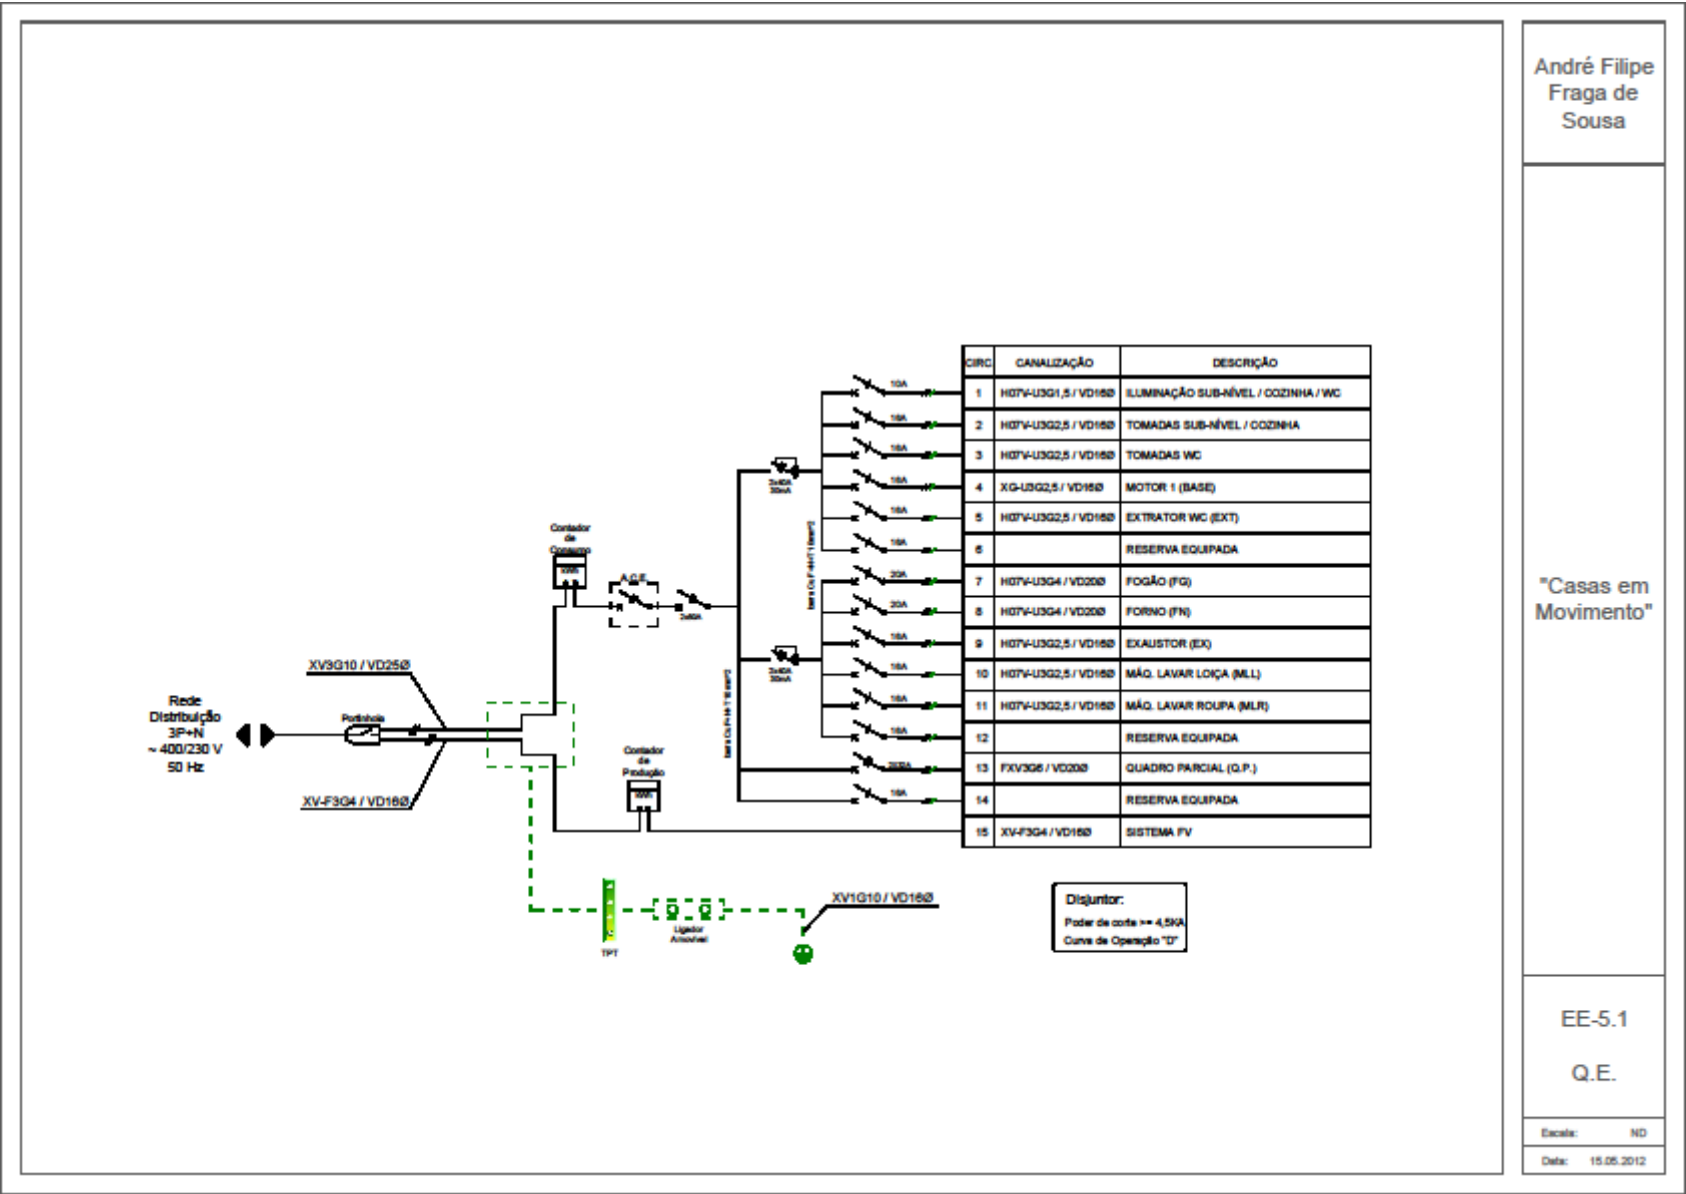 André Filipe
Fraga de
Sousa
"Casas em
Movimento"
EE-5.1
Q.E.
Escala: ND
Data: 15.05.2012
CIRC CANALIZAÇÃO DESCRIÇÃO
10A 1 H07V-U3G1,5 / VD16Ø ILUMINAÇÃO SUB-NÍVEL / COZINHA / WC
16A 2 H07V-U3G2,5 / VD16Ø TOMADAS SUB-NÍVEL / COZINHA
16A 3 H07V-U3G2,5 / VD16Ø TOMADAS WC
16A 4 XG-U3G2,5 / VD16Ø MOTOR 1 (BASE)
16A 5 H07V-U3G2,5 / VD16Ø EXTRATOR WC (EXT)
16A 6 RESERVA EQUIPADA
20A 7 H07V-U3G4 / VD20Ø FOGÃO (FG)
20A 8 H07V-U3G4 / VD20Ø FORNO (FN)
16A 9 H07V-U3G2,5 / VD16Ø EXAUSTOR (EX)
16A 10 H07V-U3G2,5 / VD16Ø MÁQ. LAVAR LOIÇA (MLL)
16A 11 H07V-U3G2,5 / VD16Ø MÁQ. LAVAR ROUPA (MLR)
16A 12 RESERVA EQUIPADA
13 FXV3G6 / VD20Ø QUADRO PARCIAL (Q.P.)
16A 14 RESERVA EQUIPADA
15 XV-F3G4 / VD16Ø SISTEMA FV
30mA
30mA
Contador
de
Consumo
kWh
A.C.E.
XV3G10 / VD25Ø
Rede
Distribuição
3P+N
~ 400/230 V
50 Hz
Portinhola
XV-F3G4 / VD16Ø
Contador
de
Produção
kWh
TPT
Ligador
Amovível
XV1G10 / VD16Ø
Disjuntor:
Poder de corte >= 4,5KA
Curva de Operação "D"